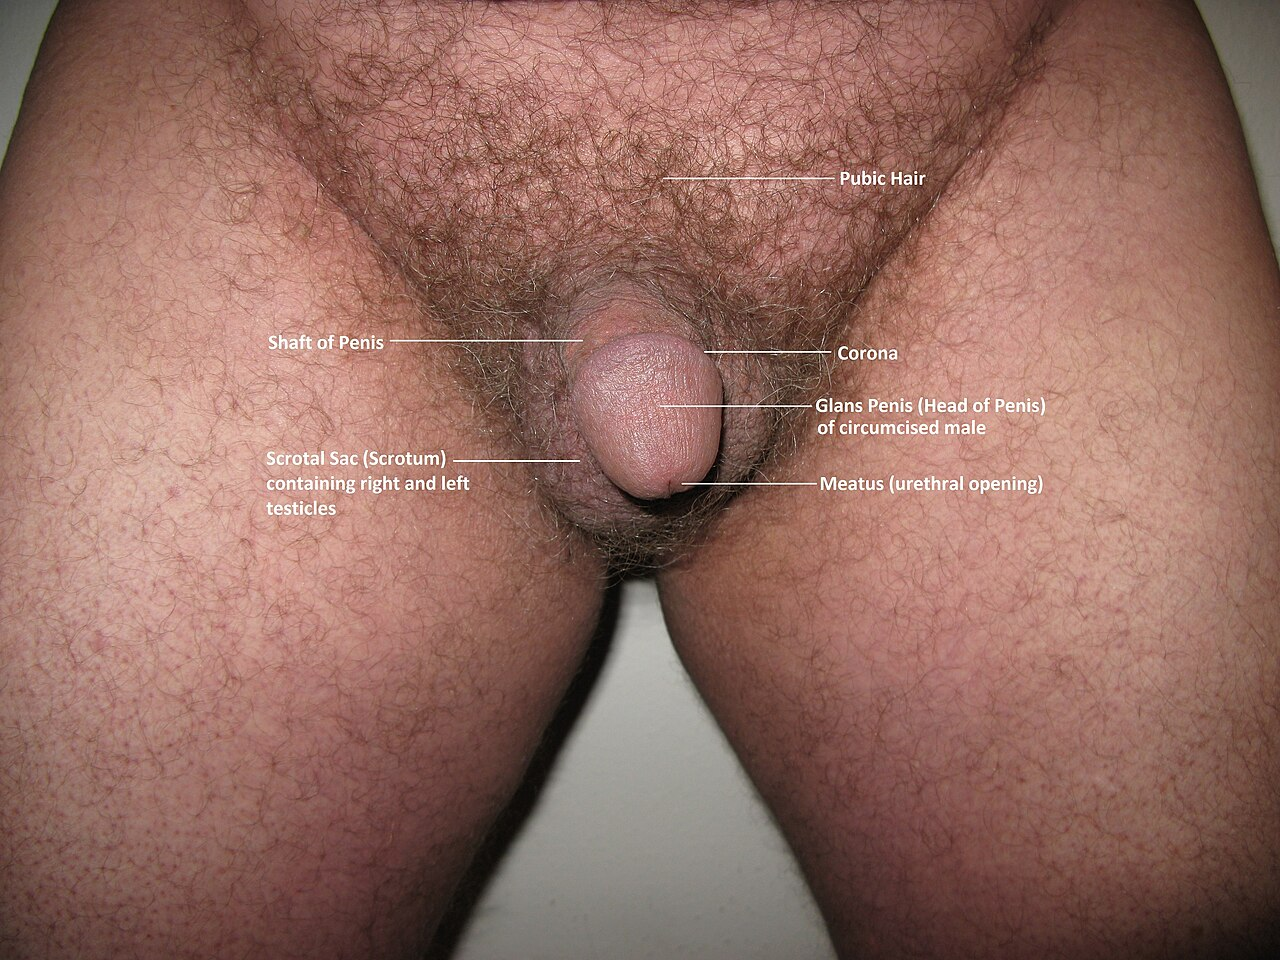 Pubic Hair
Shaft of Penis
Corona
Glans Penis (Head of Penis)
of circumcised male
Scrotal Sac (Scrotum)
containing right and left
testicles
Meatus (urethral opening)